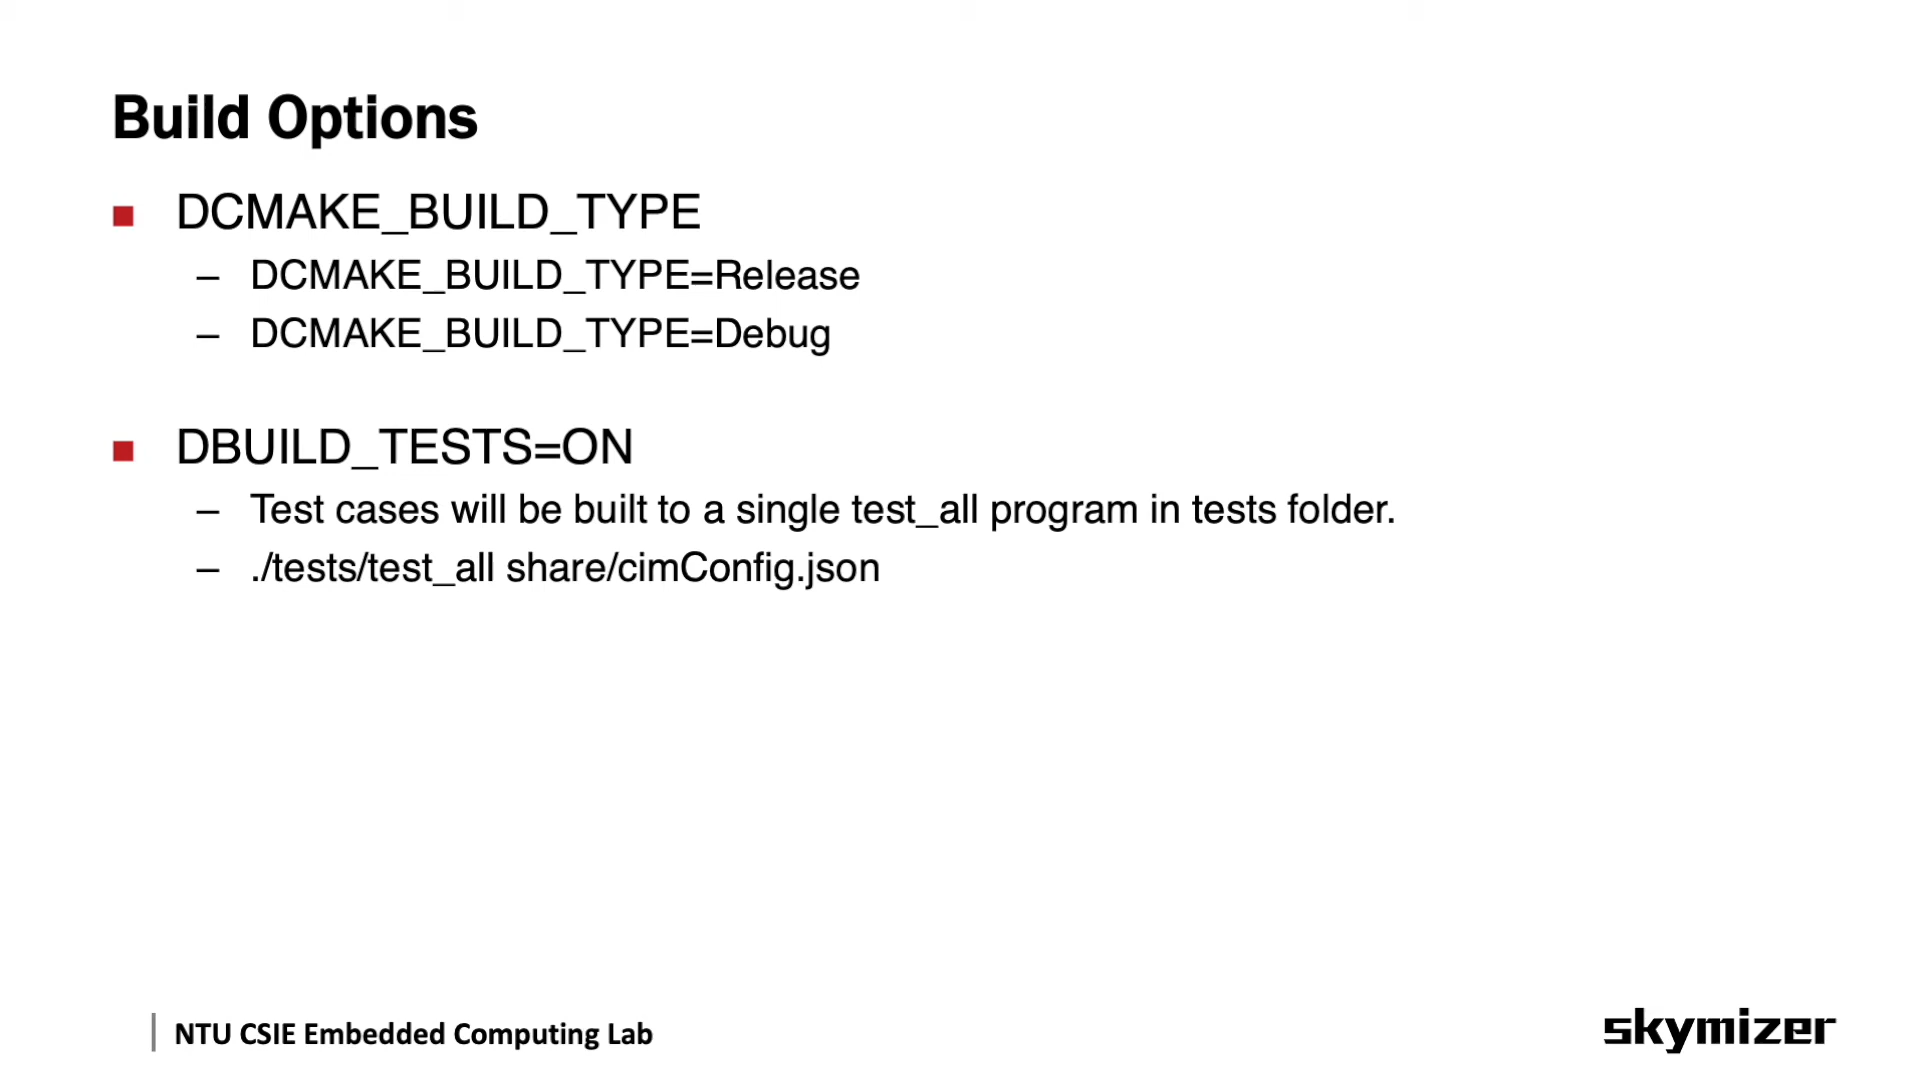 Build Options
DCMAKE_BUILD_TYPE
– DCMAKE_BUILD_TYPE=Release
– DCMAKE_BUILD_TYPE=Debug
DBUILD_TESTS=ON
– Test cases will be built to a single test_all program in tests folder.
– ./tests/test_all share/cimConfig.json
NTU CSIE Embedded Computing Lab
skymizer